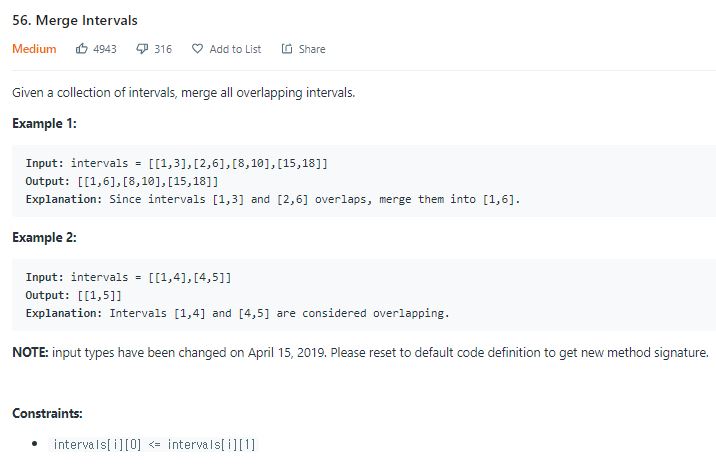 56. Merge Intervals
Medium 4943 316 Add to List Share
Given a collection of intervals, merge all overlapping intervals.
Example 1:
Input: intervals = [[1,3],[2,6],[8,10],[15,18]]
Output: [[1,6],[8,10],[15,18]]
Explanation: Since intervals [1,3] and [2,6] overlaps, merge them into [1,6].
Example 2:
Input: intervals = [[1,4],[4,5]]
Output: [[1,5]]
Explanation: Intervals [1,4] and [4,5] are considered overlapping.
NOTE: input types have been changed on April 15, 2019. Please reset to default code definition to get new method signature.
Constraints:
• intervals[i][0] <= intervals[i][1]